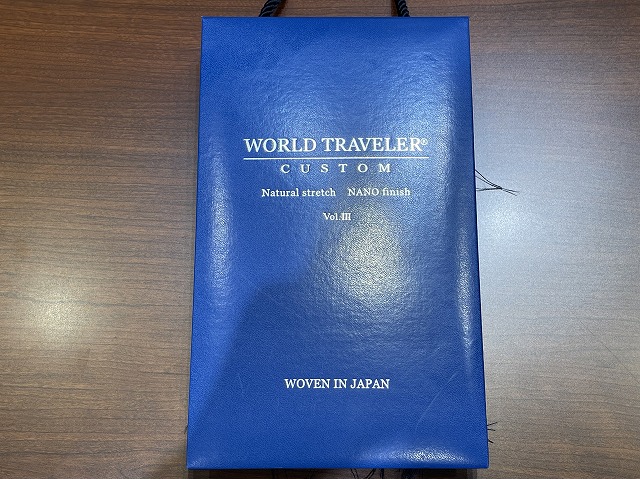 WORLD TRAVELER®
CUSTOM
Natural stretch NANO finish
Vol.III
WOVEN IN JAPAN